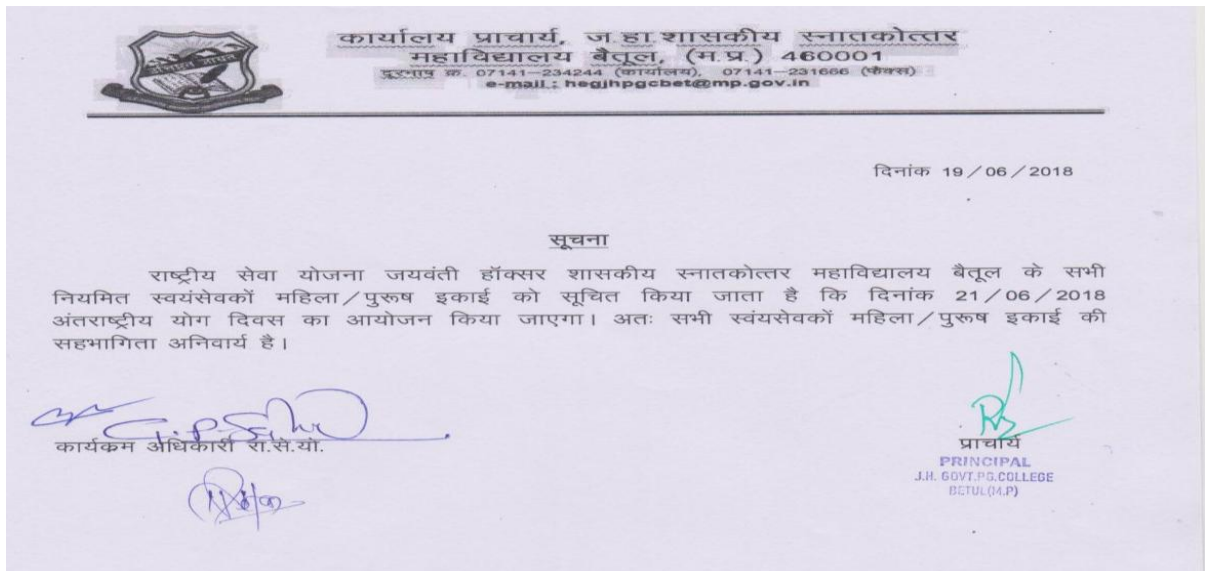 कार्यालय प्राचार्य, ज.हा.शासकीय स्नातकोत्तर
महाविद्यालय बैतूल, (म.प्र.) 460001
दूरभाष क्र. 07141–234244 (कार्यालय), 07141–231666 (फैक्स)
e-mail : hegjhpgcbet@mp.gov.in
दिनांक 19/06/2018
सूचना
राष्ट्रीय सेवा योजना जयवंती हॉक्सर शासकीय स्नातकोत्तर महाविद्यालय बैतूल के सभी
नियमित स्वयंसेवकों महिला/पुरूष इकाई को सूचित किया जाता है कि दिनांक 21/06/2018
अंतराष्ट्रीय योग दिवस का आयोजन किया जाएगा। अतः सभी स्वंयसेवकों महिला/पुरूष इकाई की
सहभागिता अनिवार्य है।
कार्यकम अधिकारी रा.से.यो.
प्राचार्य
PRINCIPAL
J.H. GOVT.PG.COLLEGE
BETUL(M.P)